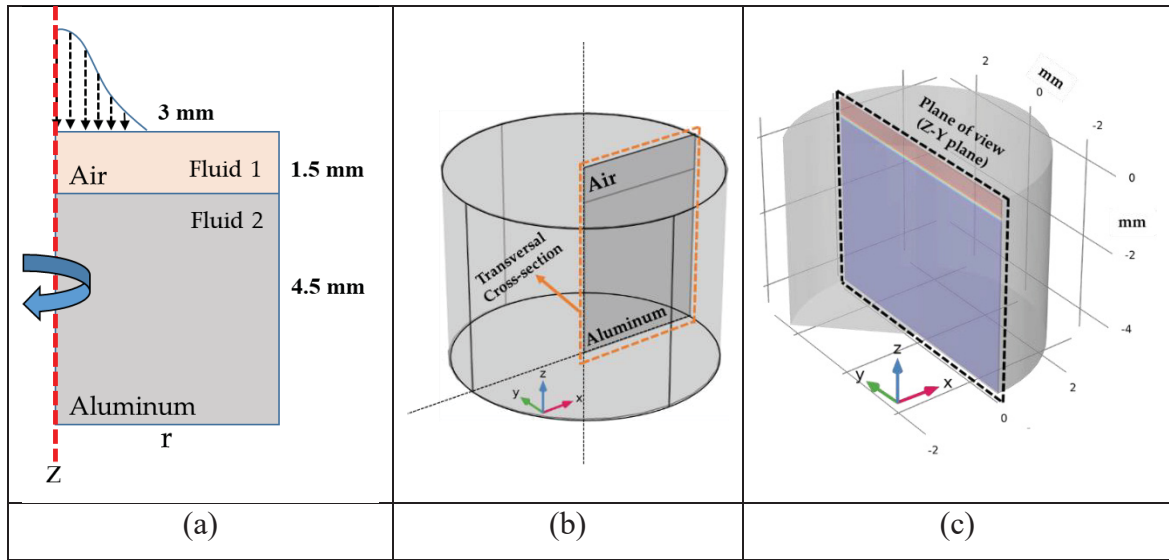 3 mm
Air
Fluid 1
1.5 mm
Fluid 2
4.5 mm
Aluminum
r
z
(a)
Air
Transversal
Cross-section
Aluminum
z
y
x
(b)
2
mm
0
-2
Plane of view
(Z-Y plane)
0
mm
-2
-4
z
y
x
2
0
-2
(c)